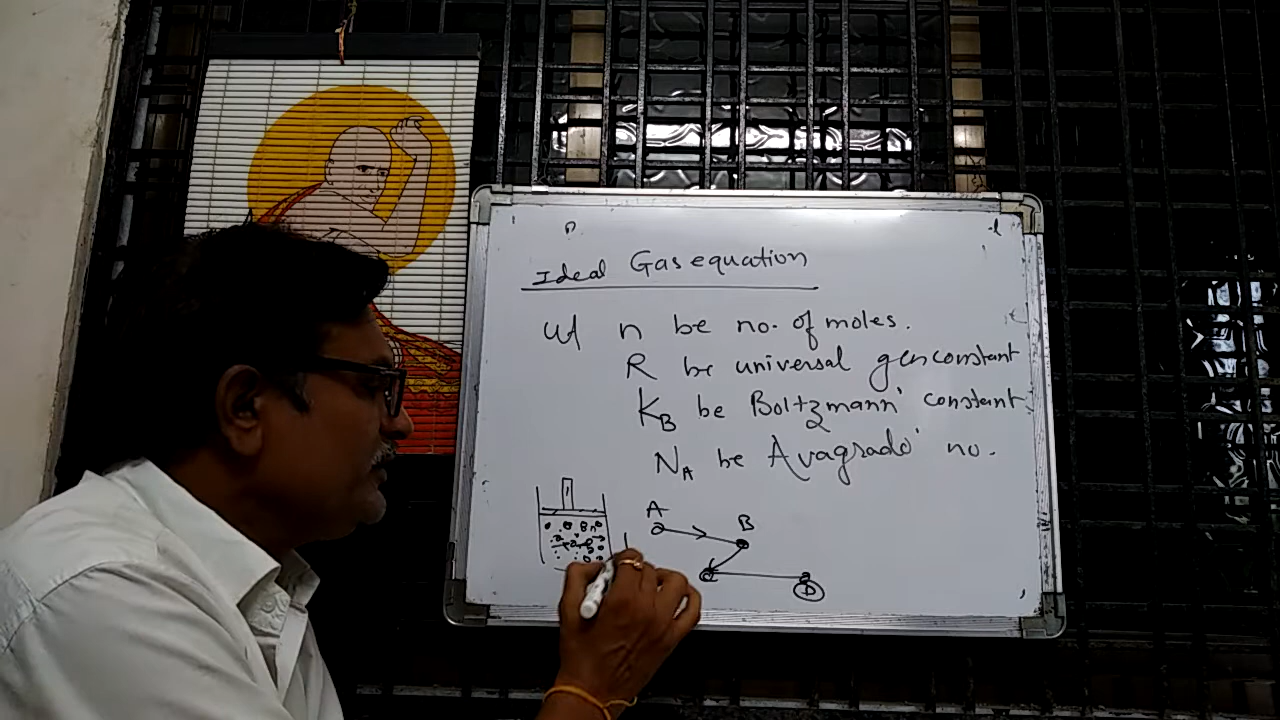 Ideal Gas equation
n be no. of moles.
R be universal gas constant
KB be Boltzmann' constant
NA be Avagrado' no.
A
B
D